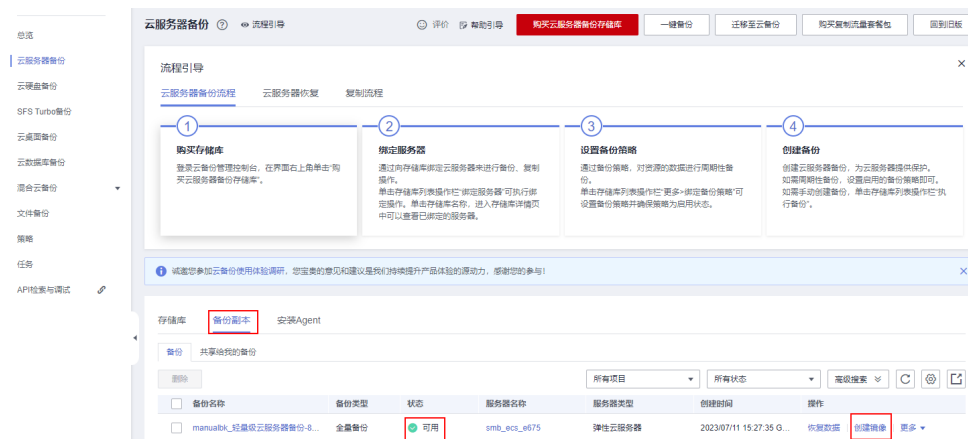 云服务器备份 ? 流程引导 评价 帮助引导 购买云服务器备份存储库 一键备份 迁移至云备份 购买复制流量套餐包 回到旧版
总览
云服务器备份
云硬盘备份
SFS Turbo备份
云桌面备份
云数据库备份
混合云备份
文件备份
策略
任务
API检索与调试
流程引导
云服务器备份流程 云服务器恢复 复制流程
1
购买存储库
登录云备份管理控制台，在界面右上角单击“购
买云服务器备份存储库”。
2
绑定服务器
通过向存储库绑定云服务器来进行备份、复制
操作。
单击存储库列表操作栏“绑定服务器”可执行绑
定操作。单击存储库名称，进入存储库详情页
中可以查看已绑定的服务器。
3
设置备份策略
通过备份策略，对资源的数据进行周期性备
份。
单击存储库列表操作栏“更多>绑定备份策略”可
设置备份策略并确保策略为启用状态。
4
创建备份
创建云服务器备份，为云服务器提供保护。
如需周期性备份，设置启用的备份策略即可。
如需手动创建备份，单击存储库列表操作栏“执
行备份”。
诚邀您参加云备份使用体验调研，您宝贵的意见和建议是我们持续提升产品体验的源动力，感谢您的参与！
存储库 备份副本 安装Agent
备份 共享给我的备份
删除 所有项目 所有状态 高级搜索
备份名称 备份类型 状态 服务器名称 服务器类型 创建时间 操作
manualbk_轻量级云服务器备份-8... 全量备份 可用 smb_ecs_e675 弹性云服务器 2023/07/11 15:27:35 G... 恢复数据 创建镜像 更多